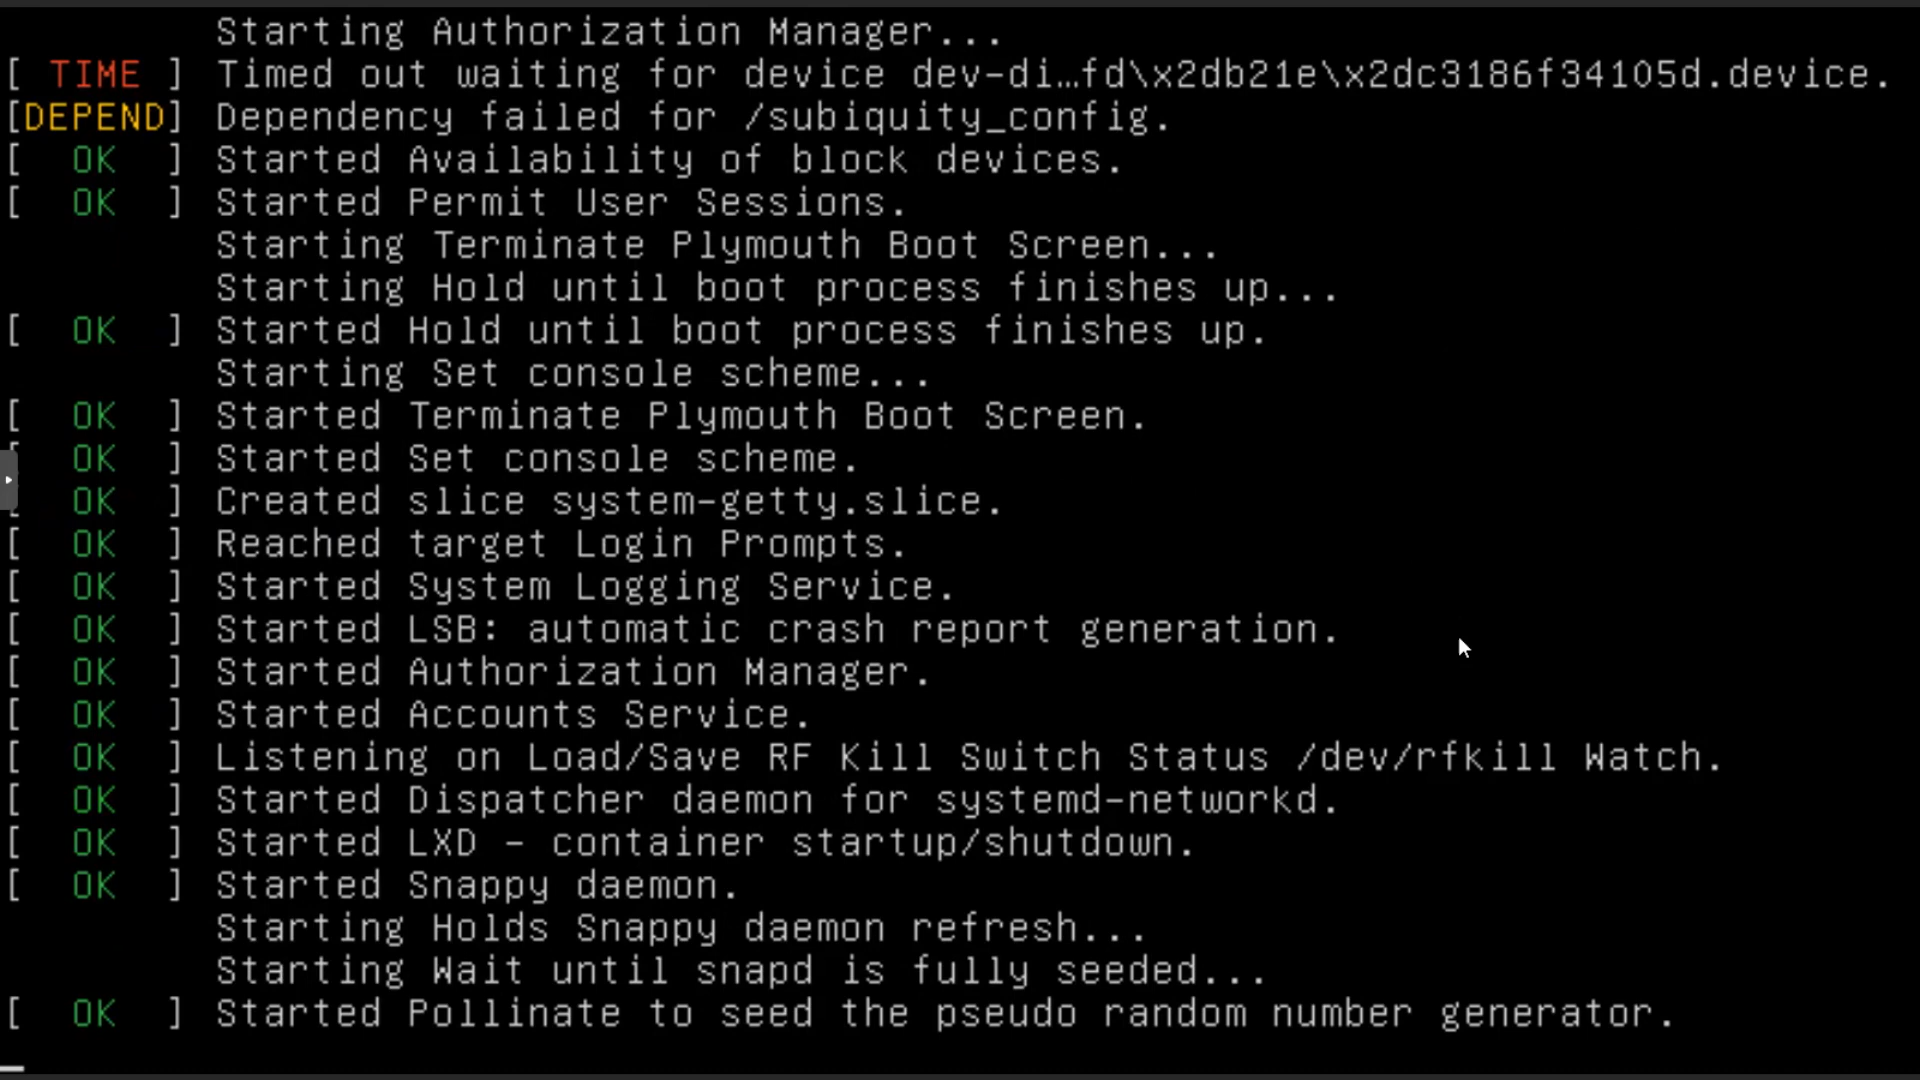 Starting Authorization Manager...
[ TIME ] Timed out waiting for device dev-di…fd\x2db21e\x2dc3186f34105d.device.
[DEPEND] Dependency failed for /subiquity_config.
[ OK ] Started Availability of block devices.
[ OK ] Started Permit User Sessions.
Starting Terminate Plymouth Boot Screen...
Starting Hold until boot process finishes up...
[ OK ] Started Hold until boot process finishes up.
Starting Set console scheme...
[ OK ] Started Terminate Plymouth Boot Screen.
[ OK ] Started Set console scheme.
[ OK ] Created slice system-getty.slice.
[ OK ] Reached target Login Prompts.
[ OK ] Started System Logging Service.
[ OK ] Started LSB: automatic crash report generation.
[ OK ] Started Authorization Manager.
[ OK ] Started Accounts Service.
[ OK ] Listening on Load/Save RF Kill Switch Status /dev/rfkill Watch.
[ OK ] Started Dispatcher daemon for systemd-networkd.
[ OK ] Started LXD - container startup/shutdown.
[ OK ] Started Snappy daemon.
Starting Holds Snappy daemon refresh...
Starting Wait until snapd is fully seeded...
[ OK ] Started Pollinate to seed the pseudo random number generator.